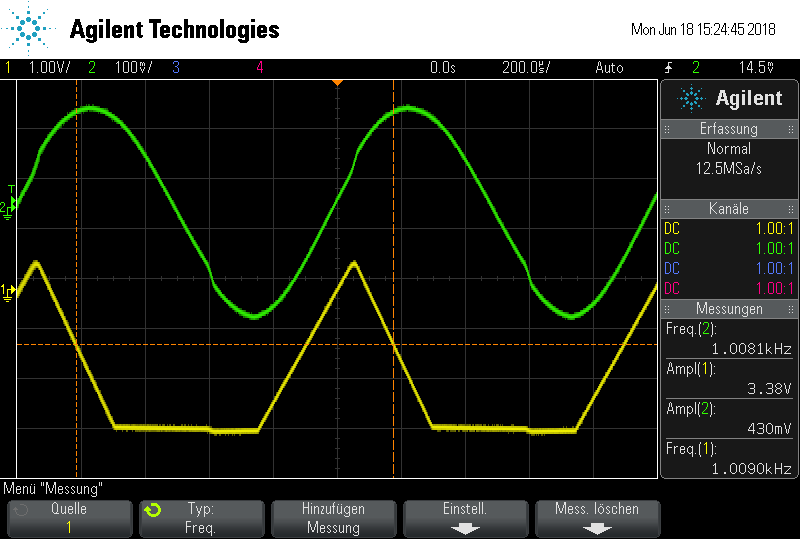 Agilent Technologies
Mon Jun 18 15:24:45 2018
1 1.00V/ 2 100mV/ 3 4 0.0s 200.0µs/ Auto 2 14.5mV
Agilent
Erfassung
Normal
12.5MSa/s
Kanäle
DC 1.00:1
DC 1.00:1
DC 1.00:1
DC 1.00:1
Messungen
Freq.(2):
1.0081kHz
Ampl(1):
3.38V
Ampl(2):
430mV
Freq.(1):
1.0090kHz
T
2
1
Menü "Messung"
Quelle
1
Typ:
Freq.
Hinzufügen
Messung
Einstell.
Mess. löschen